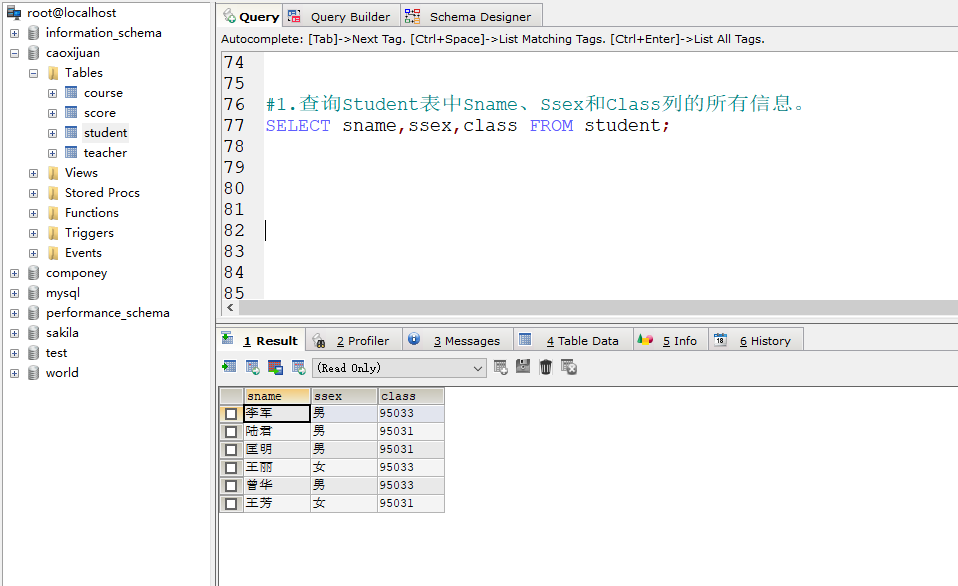 root@localhost
information_schema
caoxijuan
Tables
course
score
student
teacher
Views
Stored Procs
Functions
Triggers
Events
componey
mysql
performance_schema
sakila
test
world
Query Query Builder Schema Designer
Autocomplete: [Tab]->Next Tag. [Ctrl+Space]->List Matching Tags. [Ctrl+Enter]->List All Tags.
74
75
76 #1.查询Student表中Sname、Ssex和Class列的所有信息。
77 SELECT sname,ssex,class FROM student;
78
79
80
81
82
83
84
85
1 Result 2 Profiler 3 Messages 4 Table Data 5 Info 18 6 History
(Read Only)
sname ssex class
李军 男 95033
陆君 男 95031
匡明 男 95031
王丽 女 95033
曾华 男 95033
王芳 女 95031